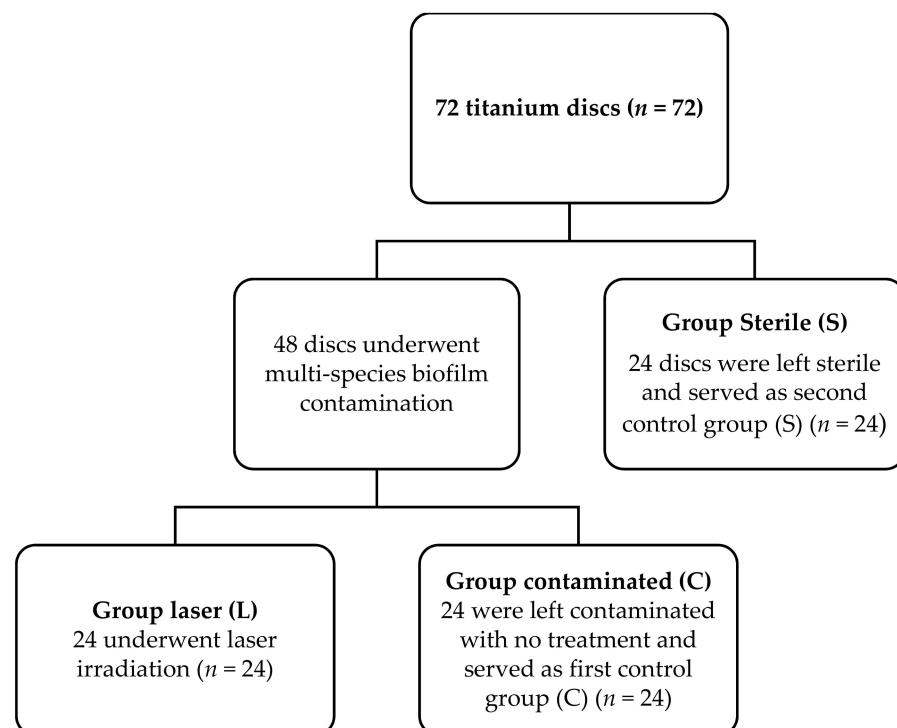 72 titanium discs (n = 72)
48 discs underwent
multi-species biofilm
contamination
Group Sterile (S)
24 discs were left sterile
and served as second
control group (S) (n = 24)
Group laser (L)
24 underwent laser
irradiation (n = 24)
Group contaminated (C)
24 were left contaminated
with no treatment and
served as first control
group (C) (n = 24)